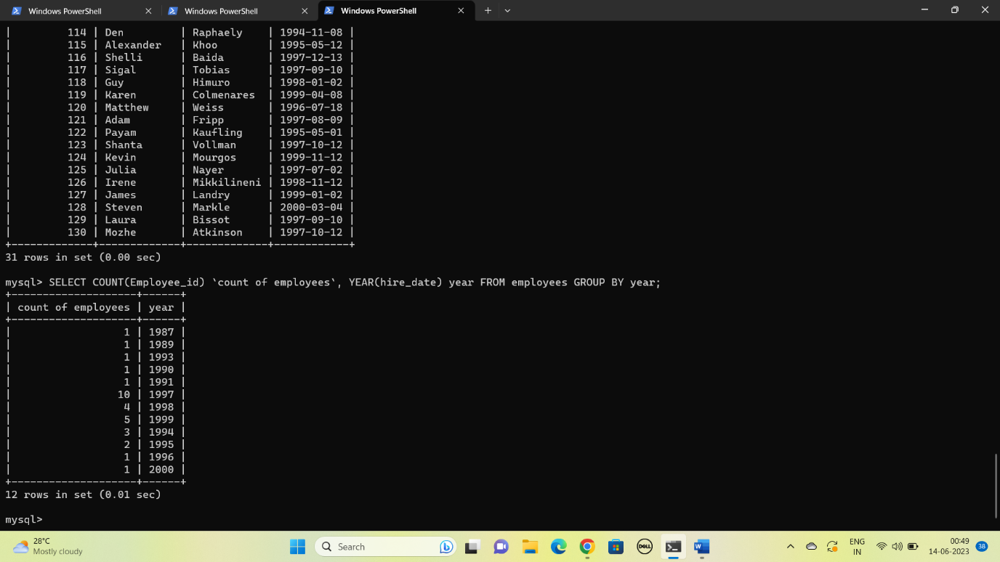 Windows PowerShell Windows PowerShell Windows PowerShell
| 114 | Den | Raphaely | 1994-11-08 |
| 115 | Alexander | Khoo | 1995-05-12 |
| 116 | Shelli | Baida | 1997-12-13 |
| 117 | Sigal | Tobias | 1997-09-10 |
| 118 | Guy | Himuro | 1998-01-02 |
| 119 | Karen | Colmenares | 1999-04-08 |
| 120 | Matthew | Weiss | 1996-07-18 |
| 121 | Adam | Fripp | 1997-08-09 |
| 122 | Payam | Kaufling | 1995-05-01 |
| 123 | Shanta | Vollman | 1997-10-12 |
| 124 | Kevin | Mourgos | 1999-11-12 |
| 125 | Julia | Nayer | 1997-07-02 |
| 126 | Irene | Mikkilineni | 1998-11-12 |
| 127 | James | Landry | 1999-01-02 |
| 128 | Steven | Markle | 2000-03-04 |
| 129 | Laura | Bissot | 1997-09-10 |
| 130 | Mozhe | Atkinson | 1997-10-12 |
+-------------+-------------+-------------+------------+
31 rows in set (0.00 sec)
mysql> SELECT COUNT(Employee_id) `count of employees`, YEAR(hire_date) year FROM employees GROUP BY year;
+--------------------+------+
| count of employees | year |
+--------------------+------+
| 1 | 1987 |
| 1 | 1989 |
| 1 | 1993 |
| 1 | 1990 |
| 1 | 1991 |
| 10 | 1997 |
| 4 | 1998 |
| 5 | 1999 |
| 3 | 1994 |
| 2 | 1995 |
| 1 | 1996 |
| 1 | 2000 |
+--------------------+------+
12 rows in set (0.01 sec)
mysql>
28°C
Mostly cloudy
Search
DELL
ENG
IN
00:49
14-06-2023
38